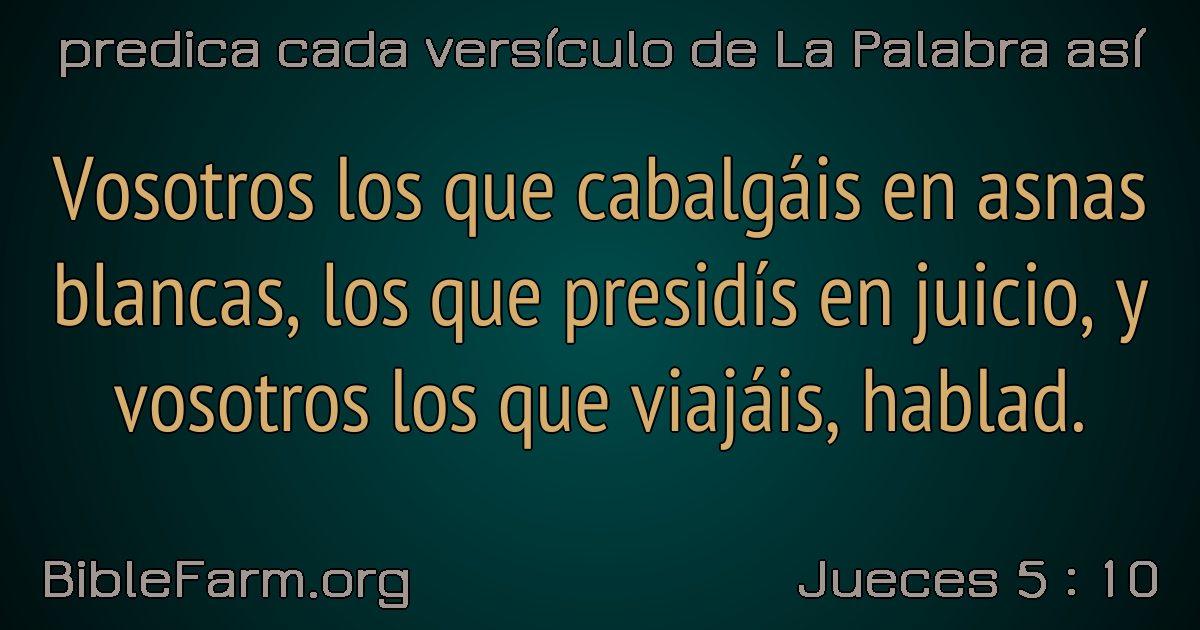 predica cada versículo de La Palabra así
Vosotros los que cabalgáis en asnas
blancas, los que presidís en juicio, y
vosotros los que viajáis, hablad.
BibleFarm.org
Jueces 5 : 10